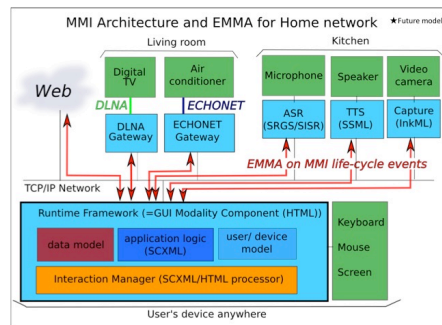 MMI Architecture and EMMA for Home network
★Future model
Living room
Kitchen
Web
Digital
TV
Air
conditioner
Microphone
Speaker
Video
camera
DLNA
ECHONET
DLNA
Gateway
ECHONET
Gateway
ASR
(SRGS/SISR)
TTS
(SSML)
Capture
(InkML)
EMMA on MMI life-cycle events
TCP/IP Network
Runtime Framework (=GUI Modality Component (HTML))
data model
application logic
(SCXML)
user/ device
model
Interaction Manager (SCXML/HTML processor)
Keyboard
Mouse
Screen
User's device anywhere